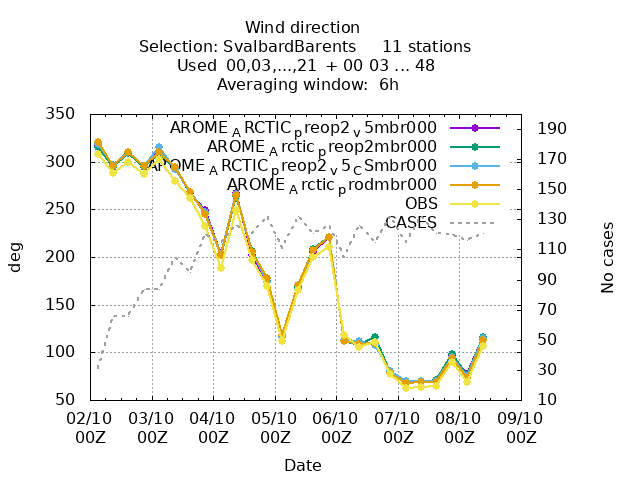 Wind direction
Selection: SvalbardBarents 11 stations
Used 00,03,...,21 + 00 03 ... 48
Averaging window: 6h
AROME_ARCTIC_preop2_v5mbr000
AROME_Arctic_preop2mbr000
AROME_ARCTIC_preop2_v5_CSmbr000
AROME_Arctic_prodmbr000
OBS
CASES
350
300
250
200
150
100
50
deg
190
170
150
130
110
90
70
50
30
10
No cases
02/10 03/10 04/10 05/10 06/10 07/10 08/10 09/10
00Z 00Z 00Z 00Z 00Z 00Z 00Z 00Z
Date